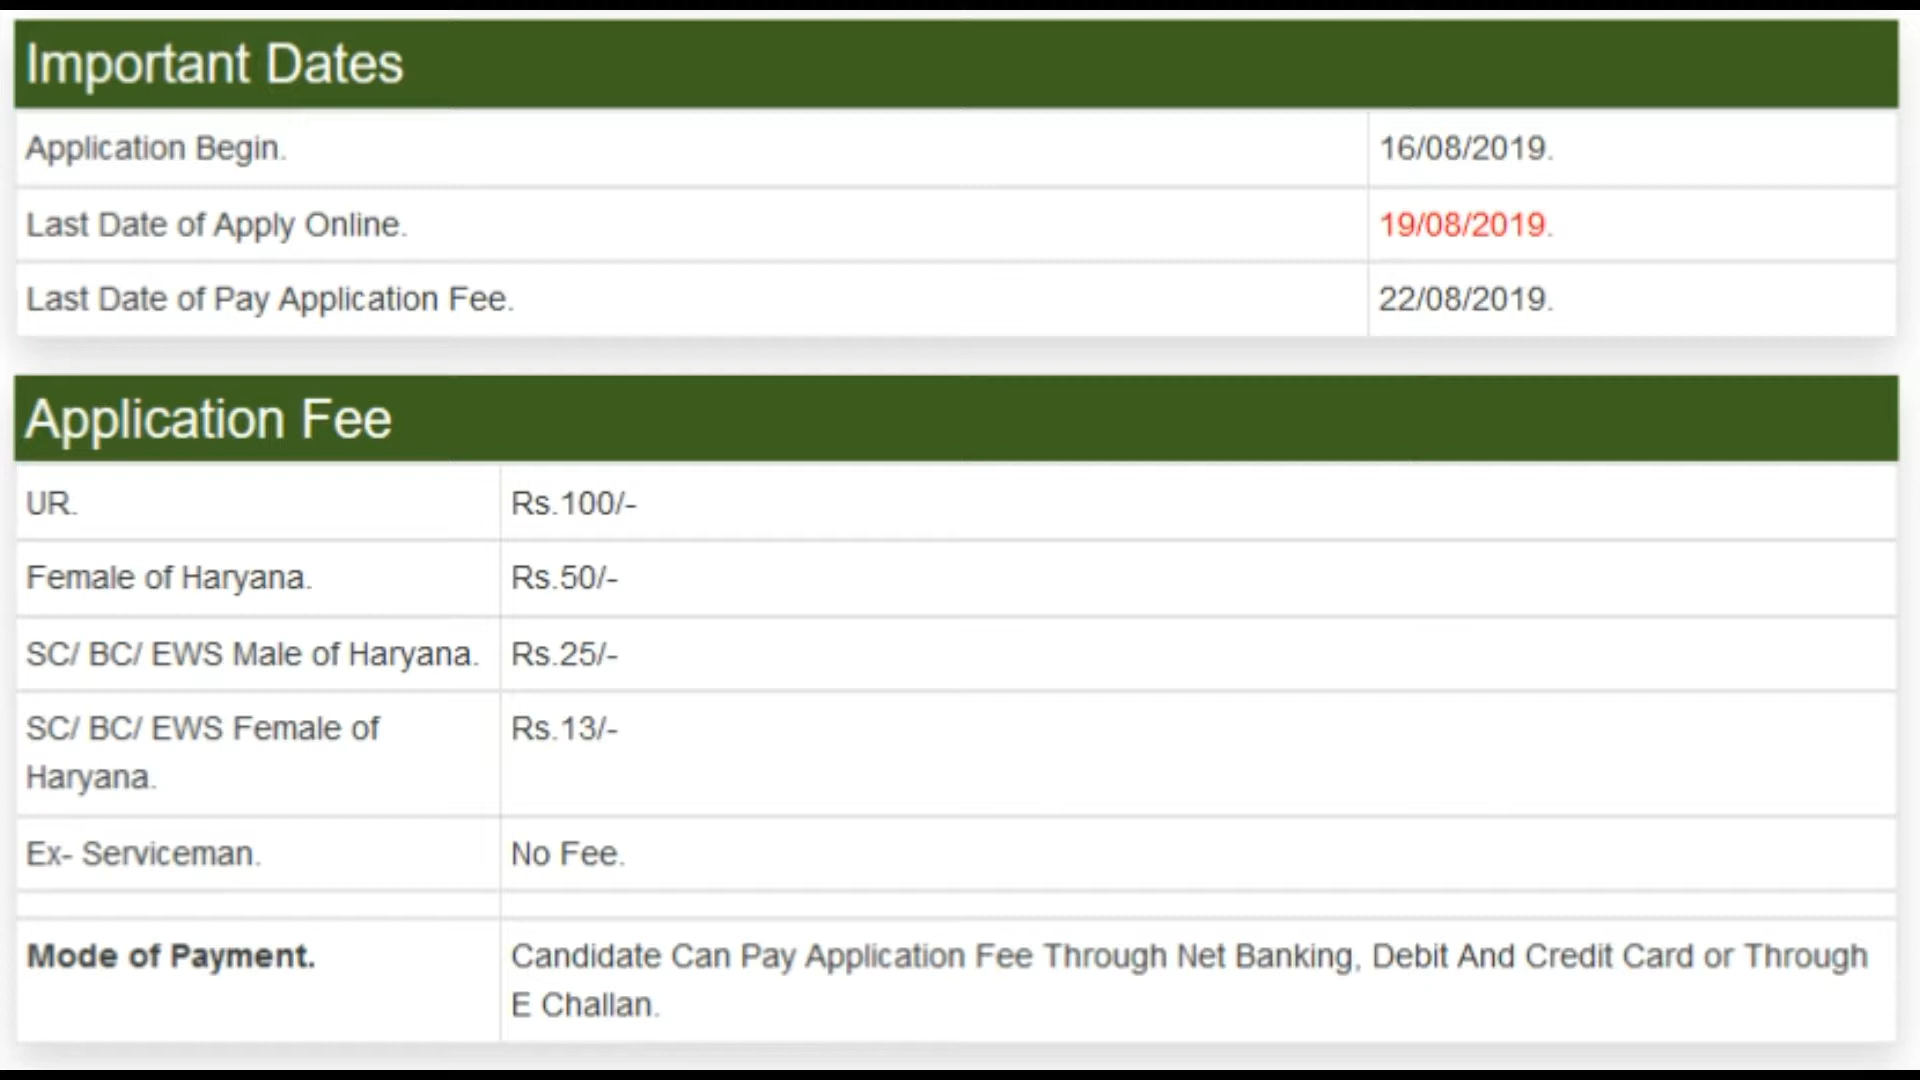 Important Dates
Application Begin. 16/08/2019.
Last Date of Apply Online. 19/08/2019.
Last Date of Pay Application Fee. 22/08/2019.
Application Fee
UR. Rs.100/-
Female of Haryana. Rs.50/-
SC/ BC/ EWS Male of Haryana. Rs.25/-
SC/ BC/ EWS Female of Rs.13/-
Haryana.
Ex- Serviceman. No Fee.
Mode of Payment. Candidate Can Pay Application Fee Through Net Banking, Debit And Credit Card or Through
E Challan.